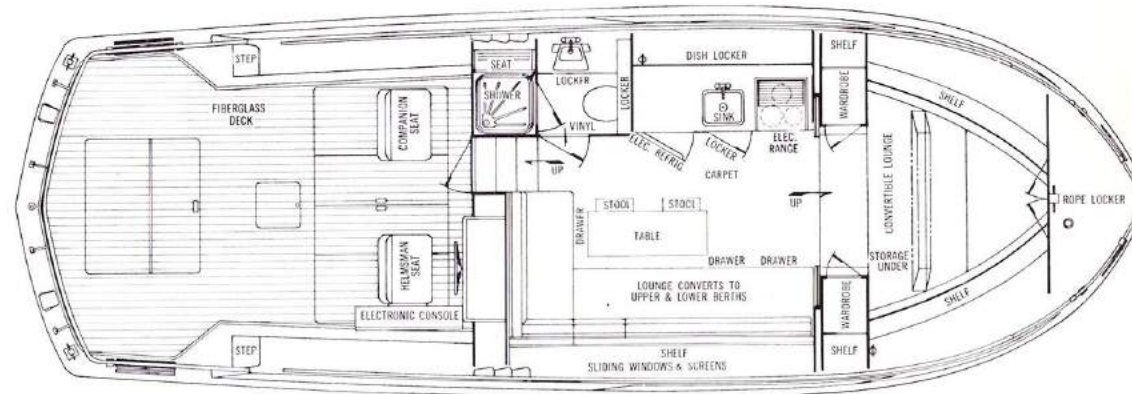 STEP
FIBERGLASS
DECK
COMPANION
SEAT
HELMSMAN
SEAT
ELECTRONIC CONSOLE
STEP
SEAT
SHOWER
LOCKER
VINYL
LOCKER
UP
DISH LOCKER
SINK
ELEC.
RANGE
ELEC. REFRIG
LOCKER
CARPET
UP
STOOL
STOOL
TABLE
DRAWER
DRAWER DRAWER
LOUNGE CONVERTS TO
UPPER & LOWER BERTHS
SHELF
SLIDING WINDOWS & SCREENS
SHELF
WARDROBE
SHELF
CONVERTIBLE LOUNGE
STORAGE
UNDER
WARDROBE
SHELF
SHELF
ROPE LOCKER